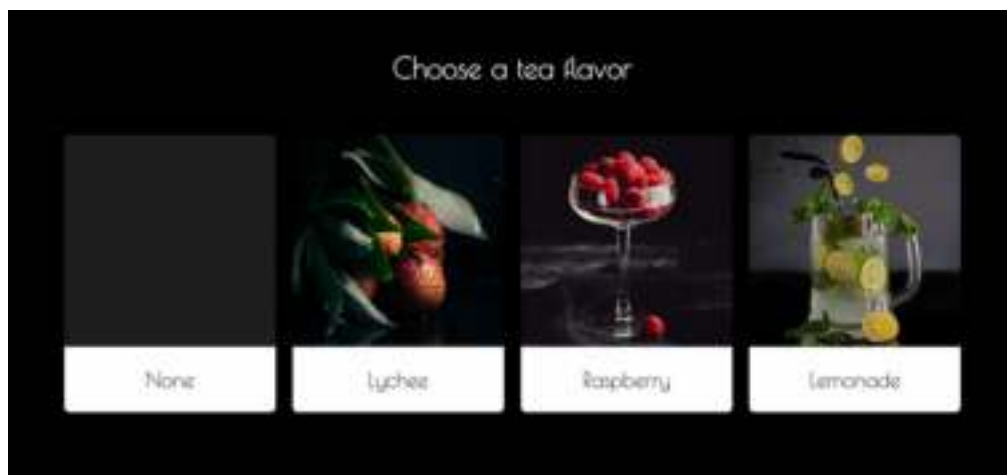 Choose a tea flavor
None
Lychee
Raspberry
Lemonade